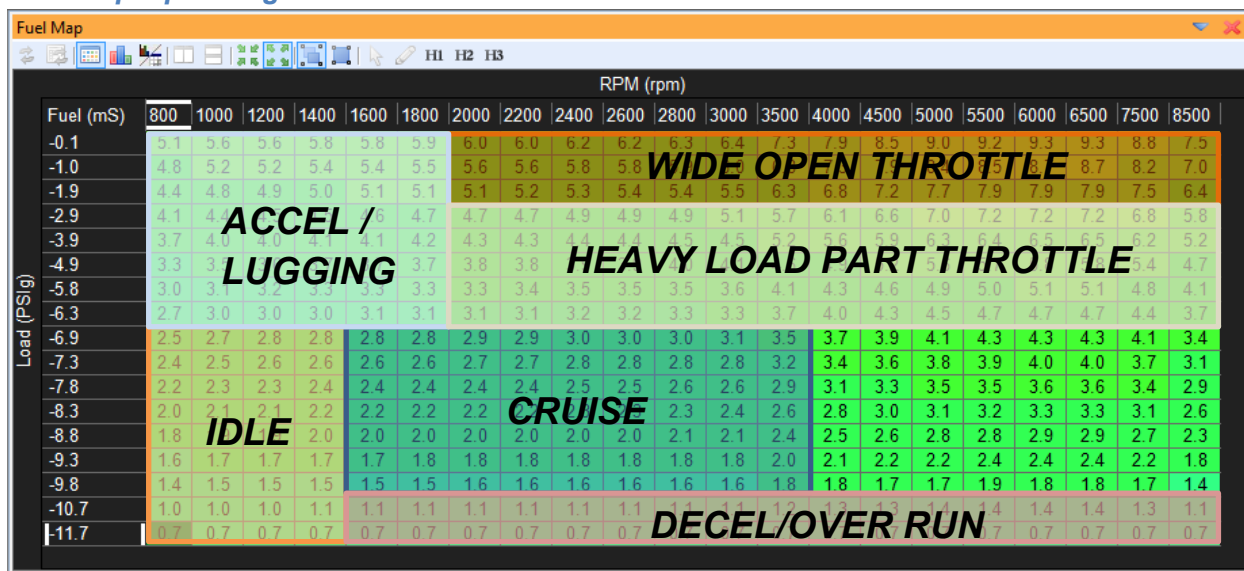 Fuel Map
H1 H2 H3
RPM (rpm)
Fuel (mS) 800 1000 1200 1400 1600 1800 2000 2200 2400 2600 2800 3000 3500 4000 4500 5000 5500 6000 6500 7500 8500
-0.1 5.1 5.6 5.6 5.8 5.8 5.9 6.0 6.0 6.2 6.2 6.3 6.4 7.3 7.9 8.5 9.0 9.2 9.3 9.3 8.8 7.5
WIDE OPEN THROTTLE
-1.0 4.8 5.2 5.2 5.4 5.4 5.5 5.6 5.6 5.8 5.8 8.7 8.2 7.0
-1.9 4.4 4.8 4.9 5.0 5.1 5.1 5.1 5.2 5.3 5.4 5.4 5.5 6.3 6.8 7.2 7.7 7.9 7.9 7.9 7.5 6.4
-2.9 4.1 4.7 4.7 4.7 4.9 4.9 4.9 5.1 5.7 6.1 6.6 7.0 7.2 7.2 7.2 6.8 5.8
ACCEL /
-3.9 3.7 4.0 4.0 4.1 4.1 4.2 4.3 4.3 4.4 4.4 4.5 4.5 5.2 5.6 5.9 6.3 6.4 6.5 6.5 6.2 5.2
LUGGING
HEAVY LOAD PART THROTTLE
-4.9 3.3 3.7 3.8 3.8 5.4 4.7
-5.8 3.0 3.1 3.2 3.3 3.3 3.3 3.3 3.4 3.5 3.5 3.5 3.6 4.1 4.3 4.6 4.9 5.0 5.1 5.1 4.8 4.1
-6.3 2.7 3.0 3.0 3.0 3.1 3.1 3.1 3.1 3.2 3.2 3.3 3.3 3.7 4.0 4.3 4.5 4.7 4.7 4.7 4.4 3.7
Load (PSIg)
-6.9 2.5 2.7 2.8 2.8 2.8 2.8 2.9 2.9 3.0 3.0 3.0 3.1 3.5 3.7 3.9 4.1 4.3 4.3 4.3 4.1 3.4
-7.3 2.4 2.5 2.6 2.6 2.6 2.6 2.7 2.7 2.8 2.8 2.8 2.8 3.2 3.4 3.6 3.8 3.9 4.0 4.0 3.7 3.1
-7.8 2.2 2.3 2.3 2.4 2.4 2.4 2.4 2.4 2.5 2.5 2.6 2.6 2.9 3.1 3.3 3.5 3.5 3.6 3.6 3.4 2.9
CRUISE
-8.3 2.0 2.1 2.1 2.2 2.2 2.2 2.2 2.3 2.4 2.6 2.8 3.0 3.1 3.2 3.3 3.3 3.1 2.6
IDLE
-8.8 1.8 2.0 2.0 2.0 2.0 2.0 2.0 2.0 2.1 2.1 2.4 2.5 2.6 2.8 2.8 2.9 2.9 2.7 2.3
-9.3 1.6 1.7 1.7 1.7 1.7 1.8 1.8 1.8 1.8 1.8 1.8 1.8 2.0 2.1 2.2 2.2 2.4 2.4 2.4 2.2 1.8
-9.8 1.4 1.5 1.5 1.5 1.5 1.5 1.6 1.6 1.6 1.6 1.6 1.6 1.8 1.8 1.7 1.7 1.9 1.8 1.8 1.7 1.4
-10.7 1.0 1.0 1.0 1.1 1.1 1.1 1.1 1.1 1.1 1.1 1.4 1.4 1.3 1.1
DECEL/OVER RUN
-11.7 0.7 0.7 0.7 0.7 0.7 0.7 0.7 0.7 0.7 0.7 0.7 0.7 0.7 0.7 0.7 0.7